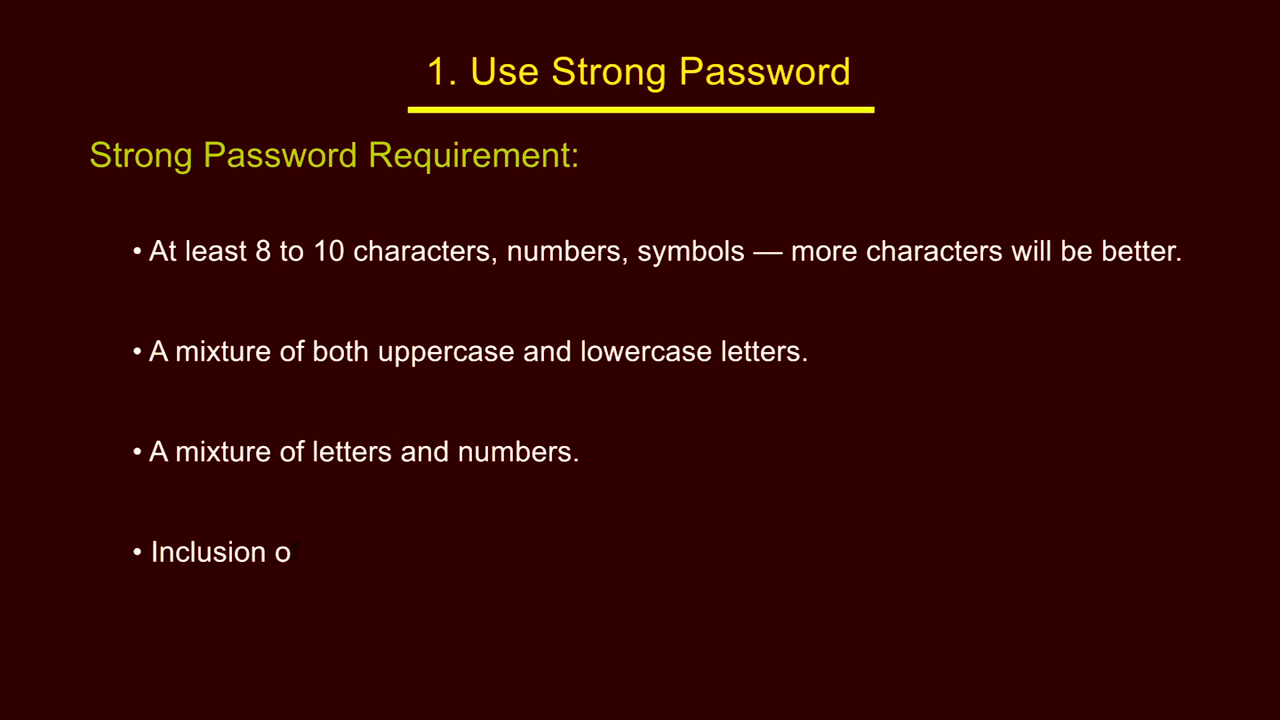 1. Use Strong Password
Strong Password Requirement:
• At least 8 to 10 characters, numbers, symbols — more characters will be better.
• A mixture of both uppercase and lowercase letters.
• A mixture of letters and numbers.
• Inclusion o